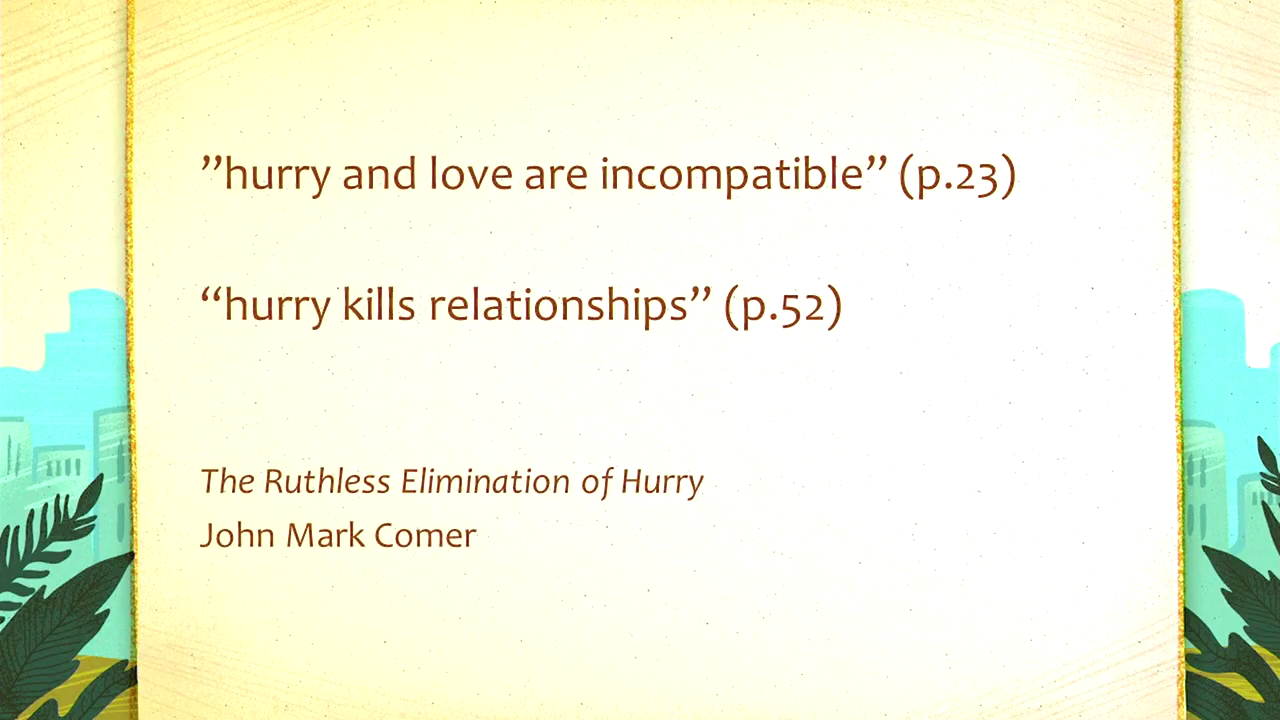 ”hurry and love are incompatible” (p.23)
“hurry kills relationships” (p.52)
The Ruthless Elimination of Hurry
John Mark Comer